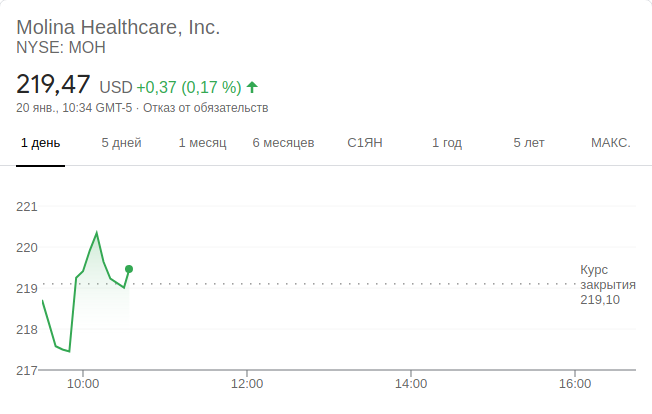 Molina Healthcare, Inc.
NYSE: MOH
219,47 USD +0,37 (0,17 %)
20 янв., 10:34 GMT-5 · Отказ от обязательств
1 день 5 дней 1 месяц 6 месяцев С1ЯН 1 год 5 лет МАКС.
221
220
219
218
217
Курс
закрытия
219,10
10:00 12:00 14:00 16:00